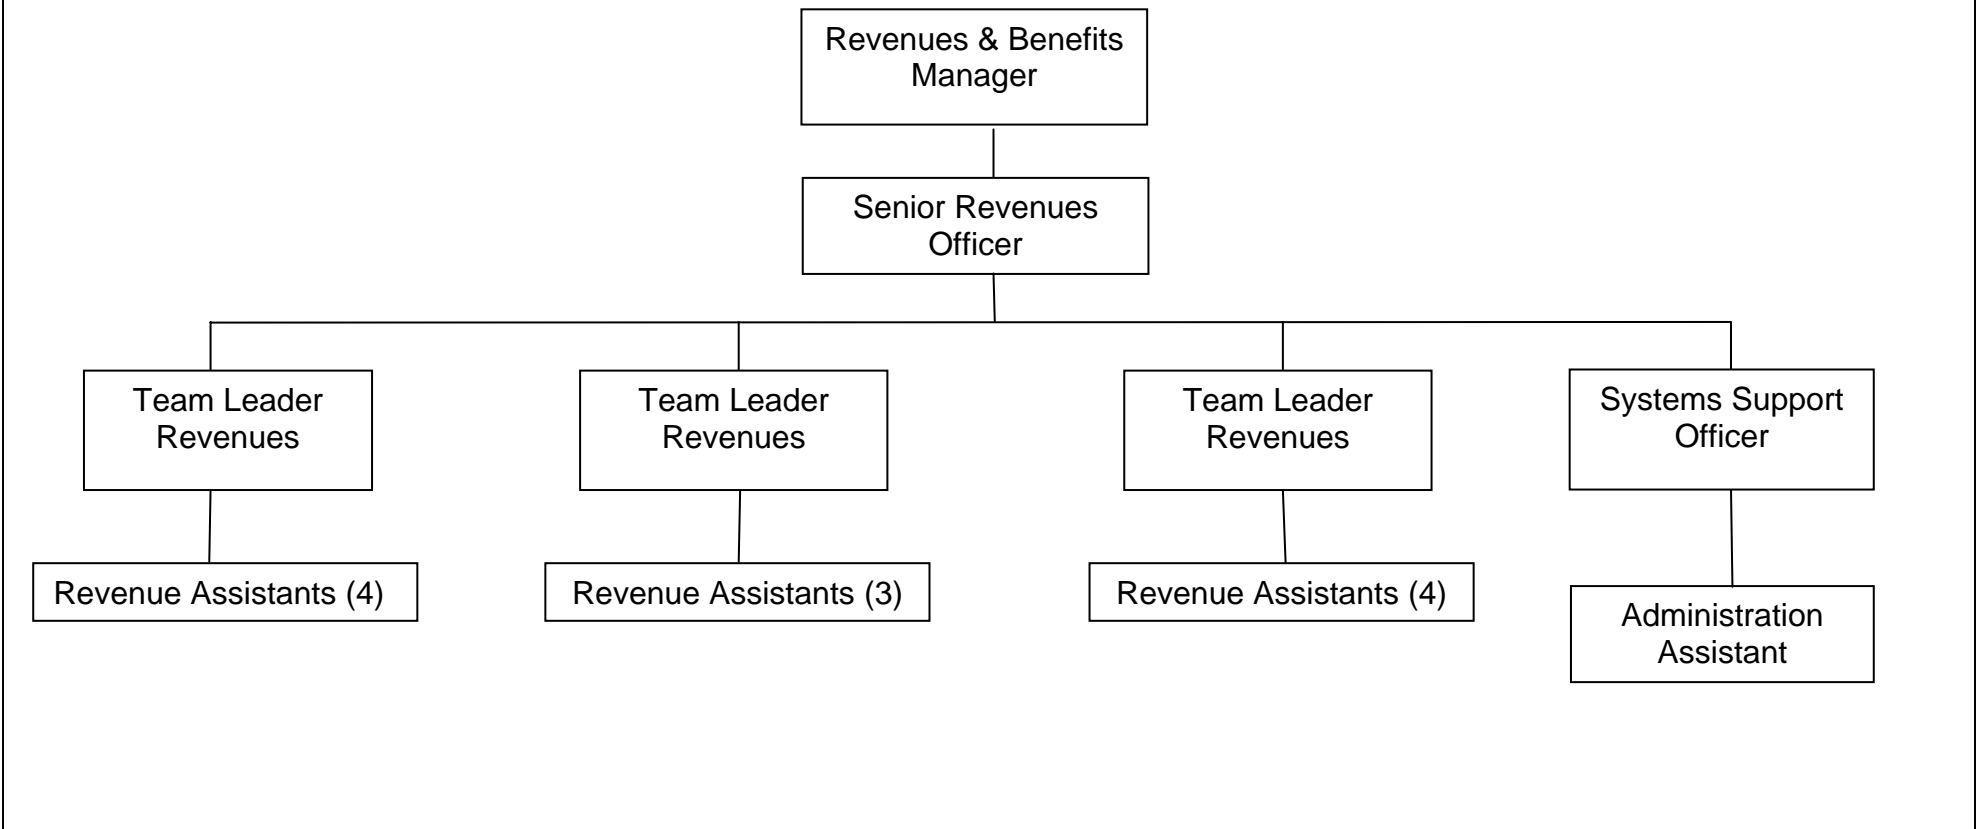 Revenues & Benefits
Manager
Senior Revenues
Officer
Team Leader
Revenues
Team Leader
Revenues
Team Leader
Revenues
Systems Support
Officer
Revenue Assistants (4)
Revenue Assistants (3)
Revenue Assistants (4)
Administration
Assistant